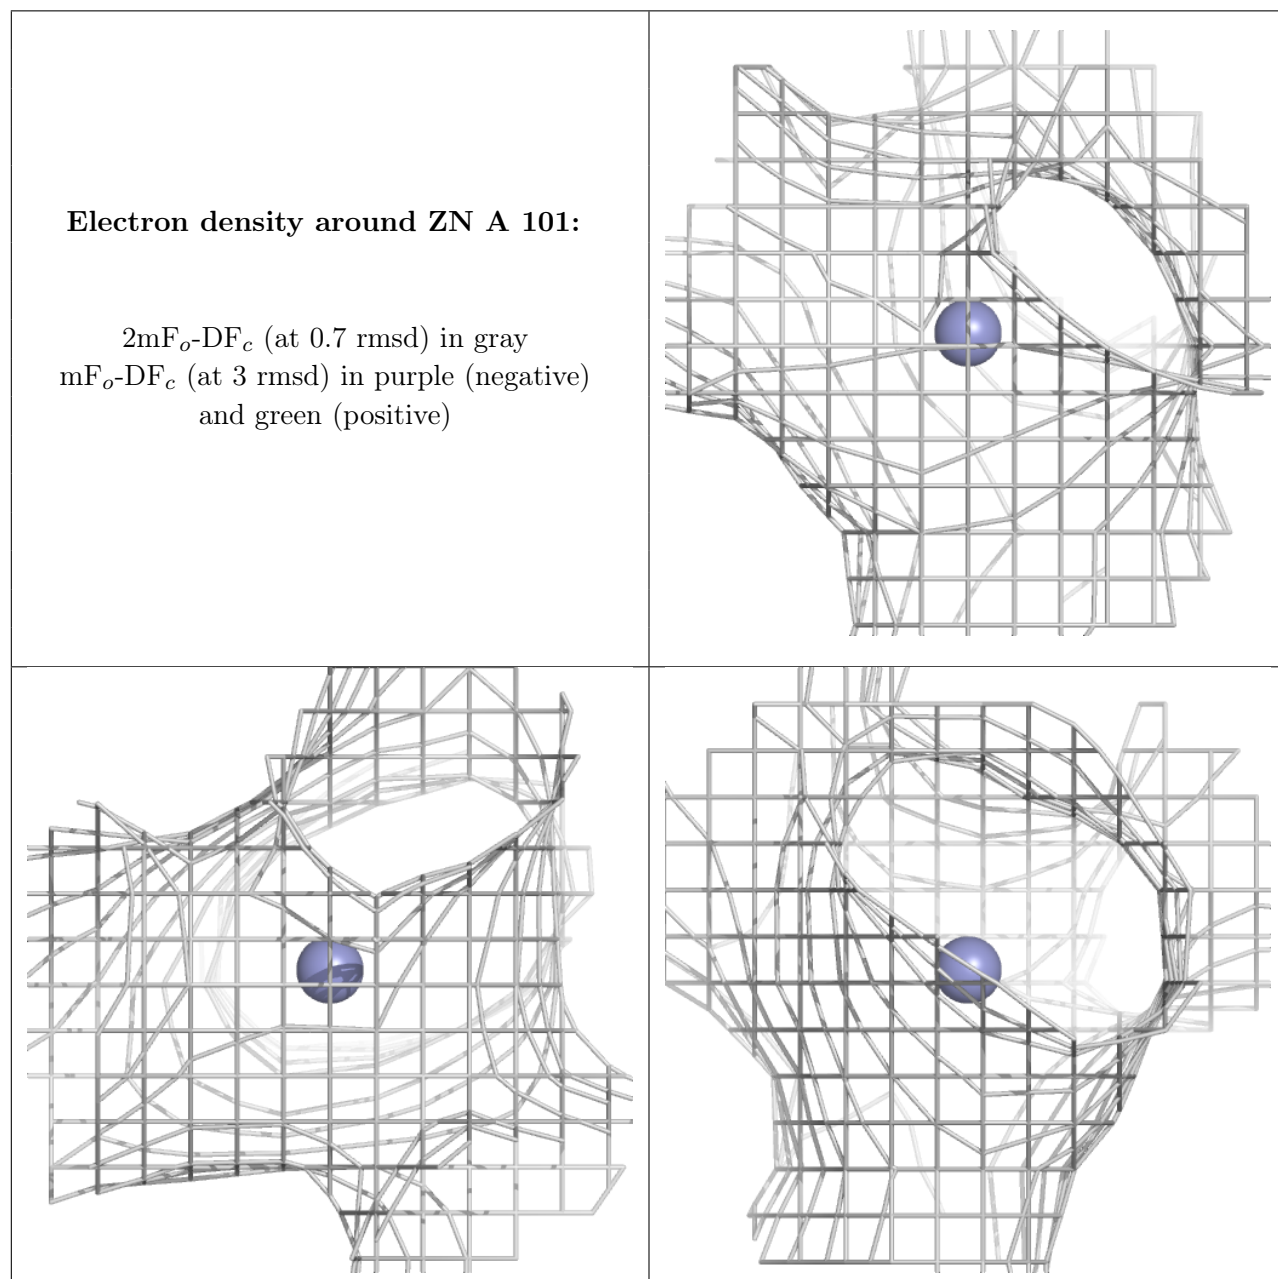 Electron density around ZN A 101:
2mFₒ-DF𝒸 (at 0.7 rmsd) in gray
mFₒ-DF𝒸 (at 3 rmsd) in purple (negative)
and green (positive)